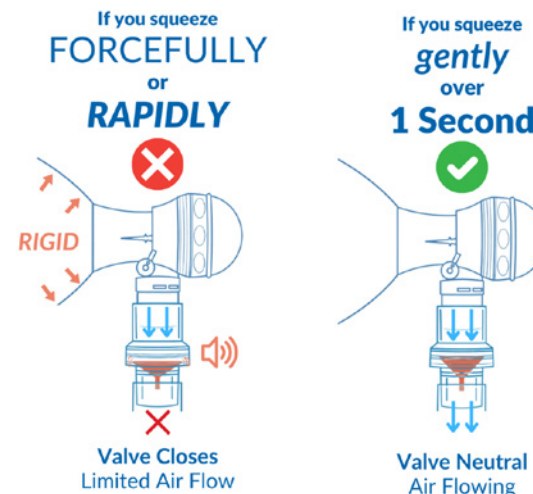 If you squeeze
FORCEFULLY
or
RAPIDLY
RIGID
Valve Closes
Limited Air Flow
If you squeeze
gently
over
1 Second
Valve Neutral
Air Flowing